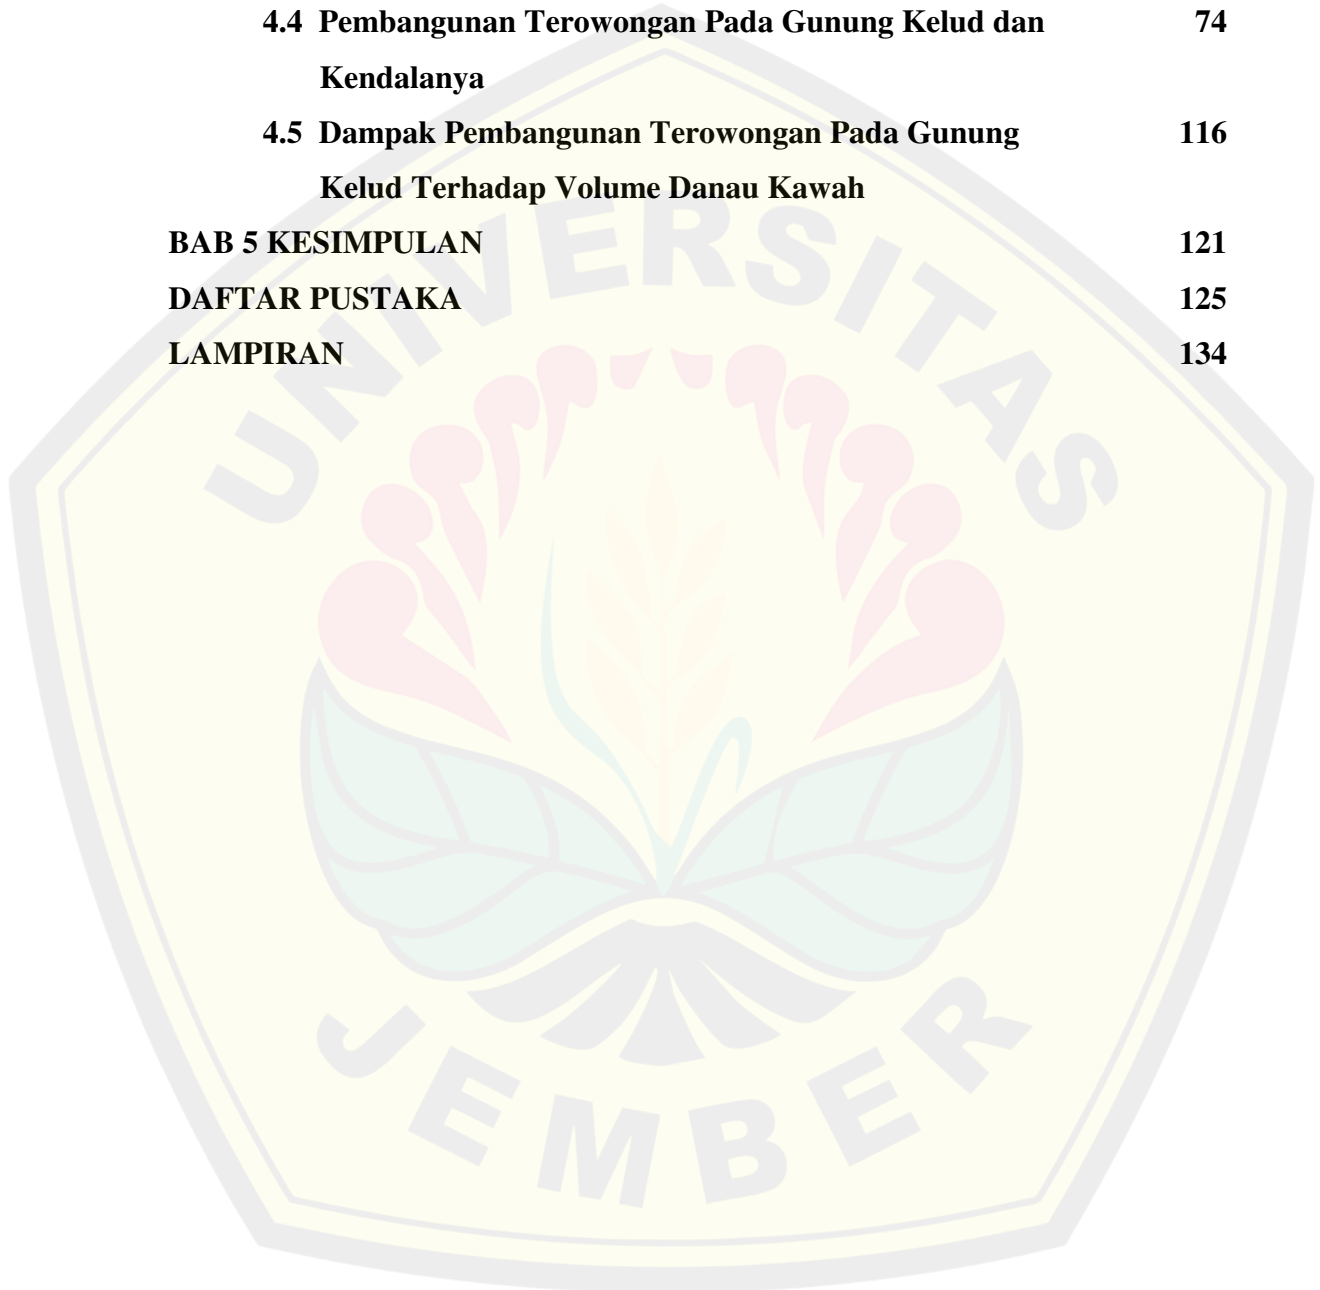 4.4 Pembangunan Terowongan Pada Gunung Kelud dan 74
Kendalanya
4.5 Dampak Pembangunan Terowongan Pada Gunung 116
Kelud Terhadap Volume Danau Kawah
BAB 5 KESIMPULAN 121
DAFTAR PUSTAKA 125
LAMPIRAN 134
UNIVERSITAS
JEMBER